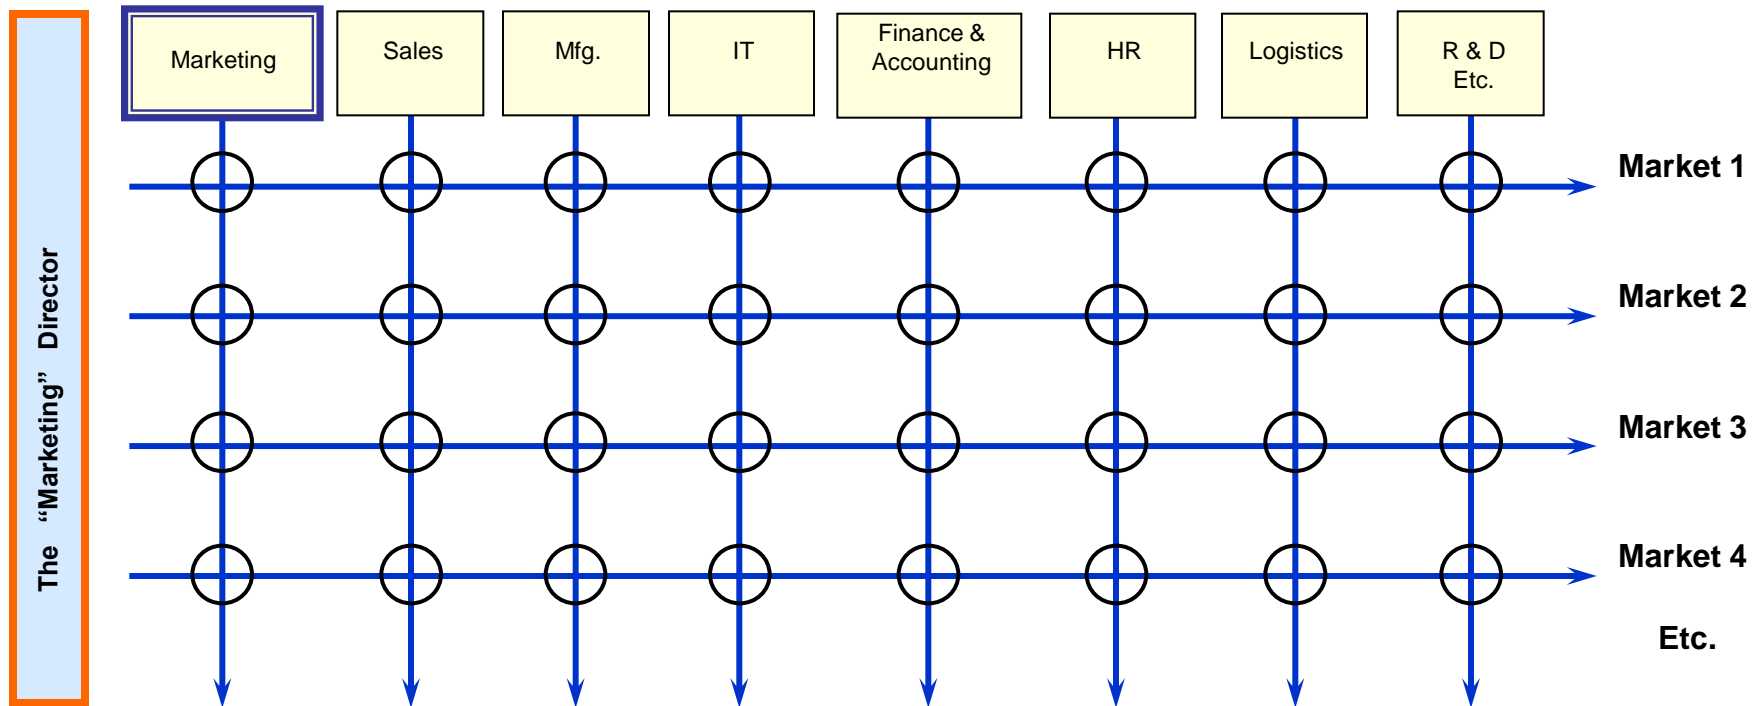 Marketing
Sales
Mfg.
IT
Finance &
Accounting
HR
Logistics
R & D
Etc.
Market 1
Market 2
Market 3
Market 4
Etc.
The “Marketing” Director